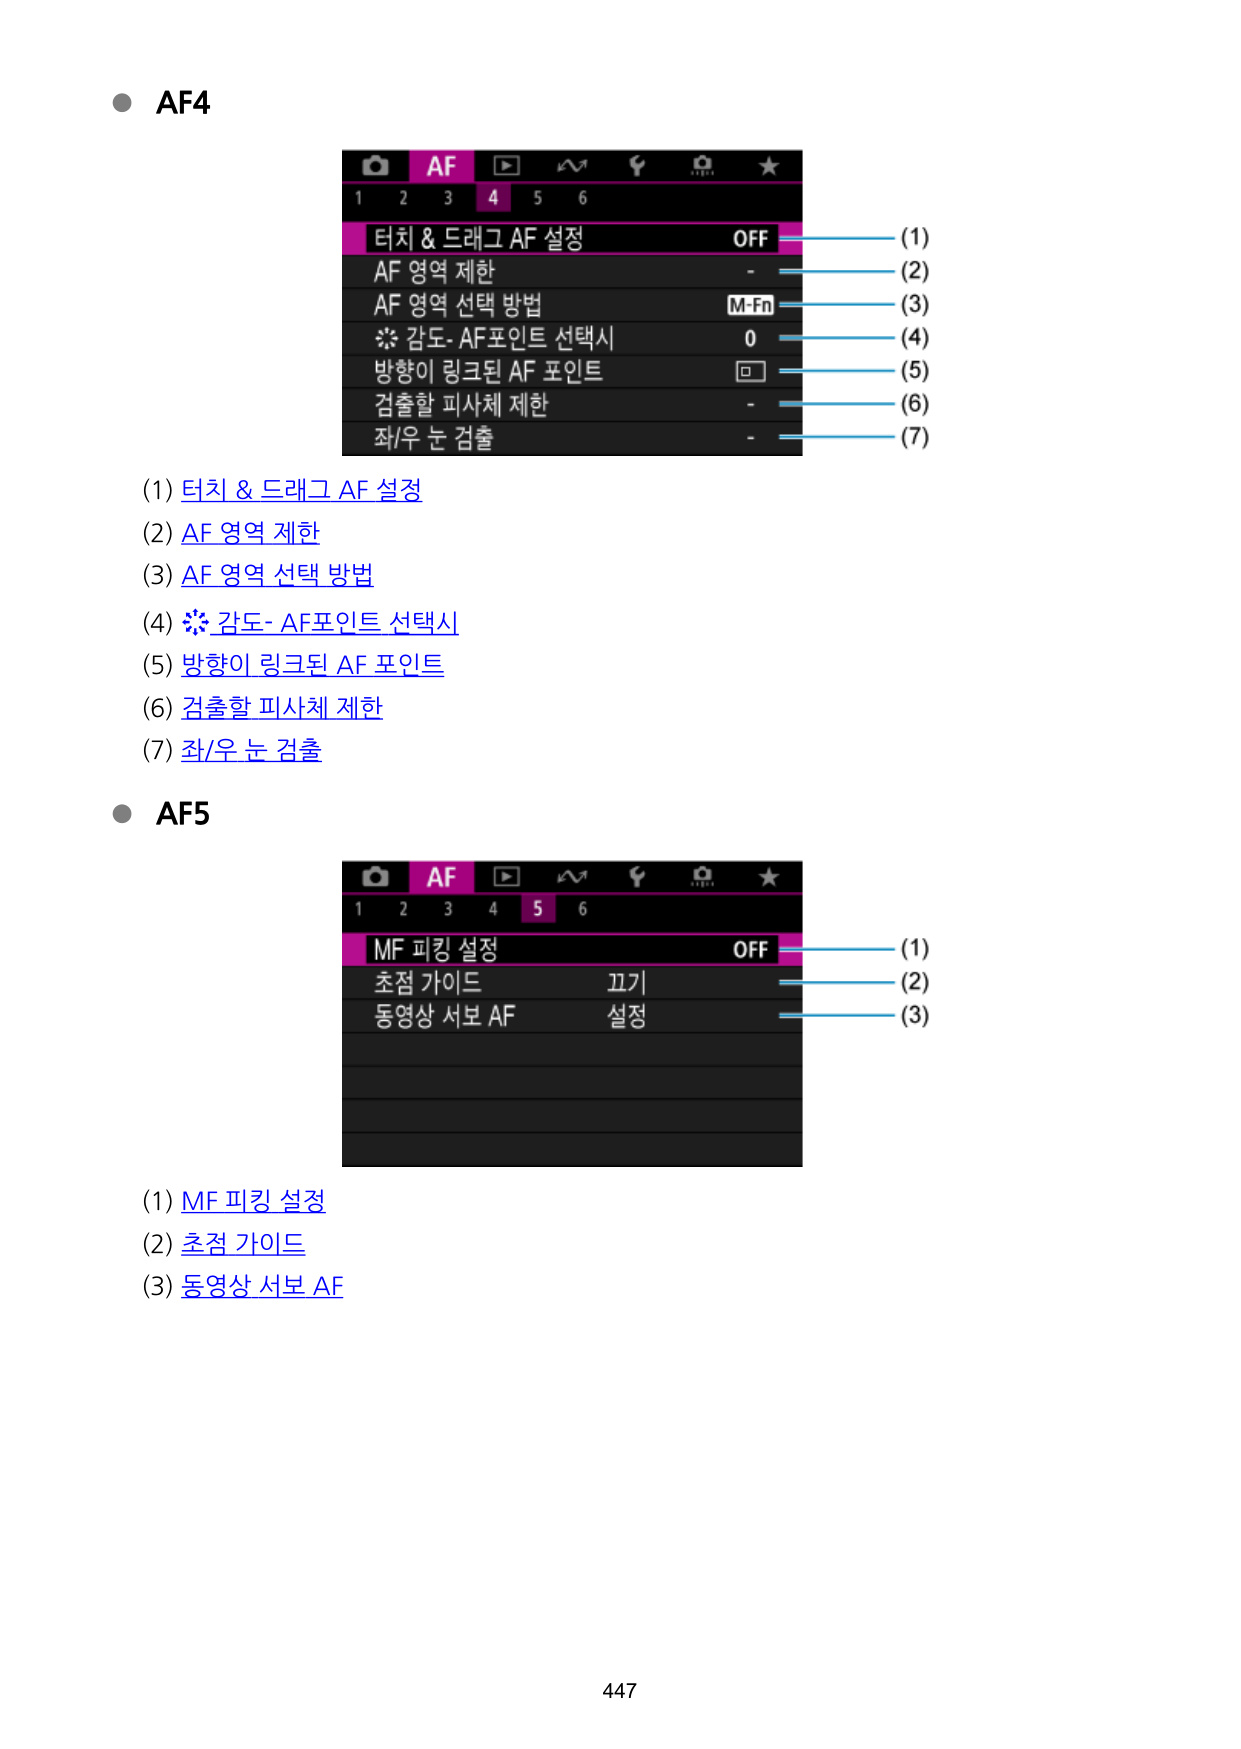 AF4
AF
1 2 3 4 5 6
터치 & 드래그 AF 설정 OFF (1)
AF 영역 제한 - (2)
AF 영역 선택 방법 M-Fn (3)
감도- AF포인트 선택시 0 (4)
방향이 링크된 AF 포인트 (5)
검출할 피사체 제한 - (6)
좌/우 눈 검출 - (7)
(1) 터치 & 드래그 AF 설정
(2) AF 영역 제한
(3) AF 영역 선택 방법
(4) 감도- AF포인트 선택시
(5) 방향이 링크된 AF 포인트
(6) 검출할 피사체 제한
(7) 좌/우 눈 검출
AF5
AF
1 2 3 4 5 6
MF 피킹 설정 OFF (1)
초점 가이드 끄기 (2)
동영상 서보 AF 설정 (3)
(1) MF 피킹 설정
(2) 초점 가이드
(3) 동영상 서보 AF
447